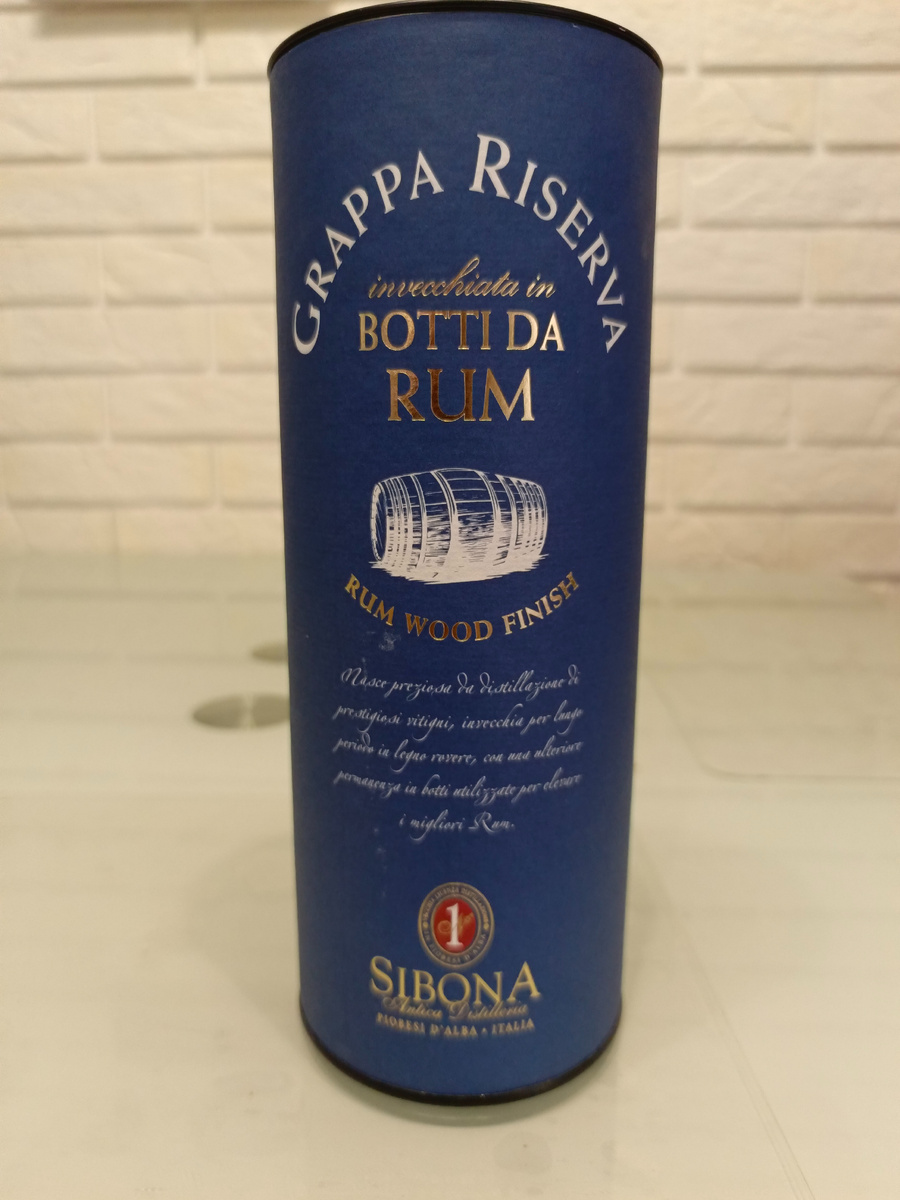 GRAPPA RISERVA
invecchiata in
BOTTI DA
RUM
RUM WOOD FINISH
Nasce preziosa da distillazione di
prestigiosi vitigni, invecchia per lungo
periodo in legno rovere, con una ulteriore
permanenza in botti utilizzate per elevare
i migliori Rum.
1
SIBONA
Antica Distilleria
PIOBESI D'ALBA • ITALIA